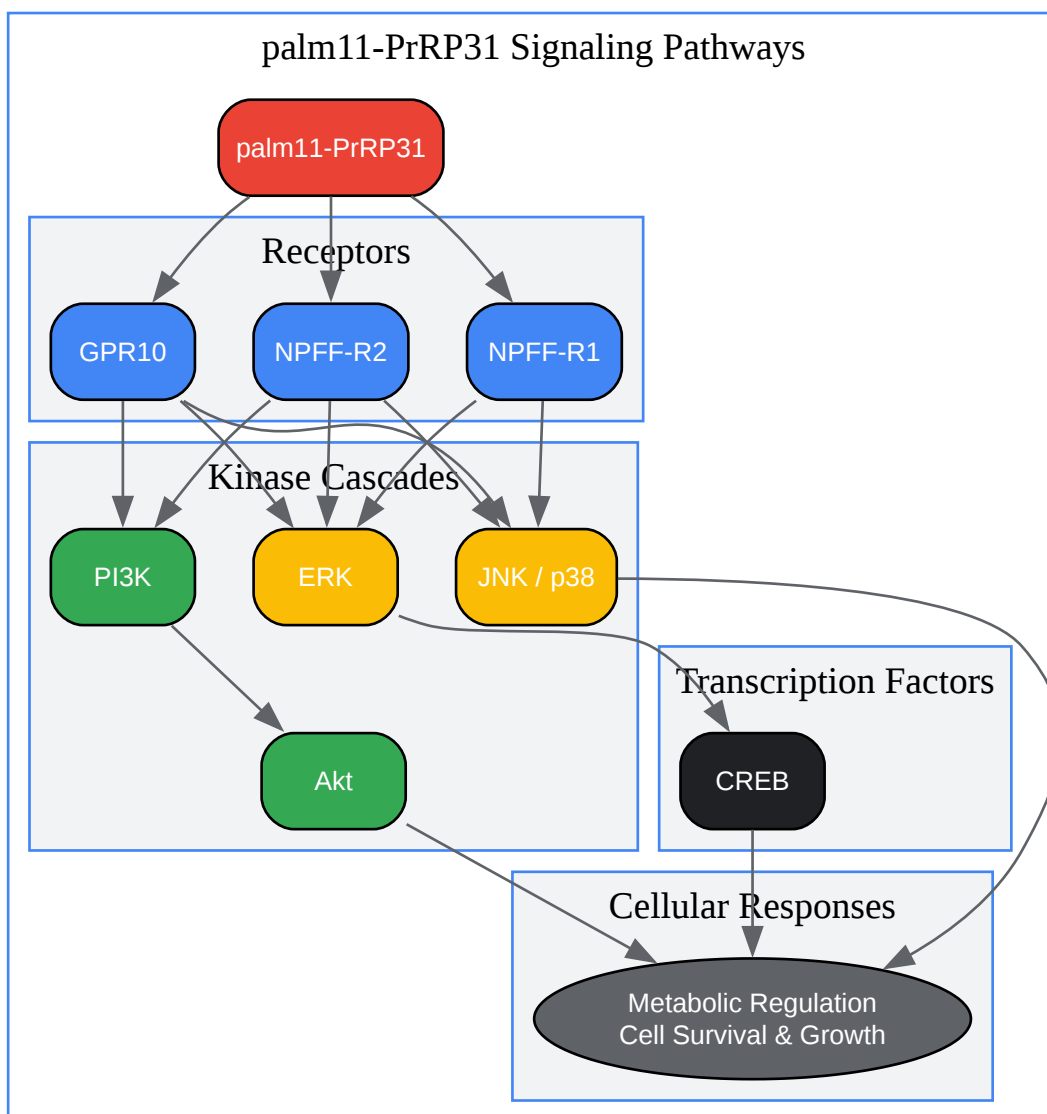 palm11-PrRP31 Signaling Pathways
palm11-PrRP31
Receptors
GPR10
NPFF-R2
NPFF-R1
Kinase Cascades
PI3K
ERK
JNK / p38
Transcription Factors
Akt
CREB
Cellular Responses
Metabolic Regulation
Cell Survival & Growth